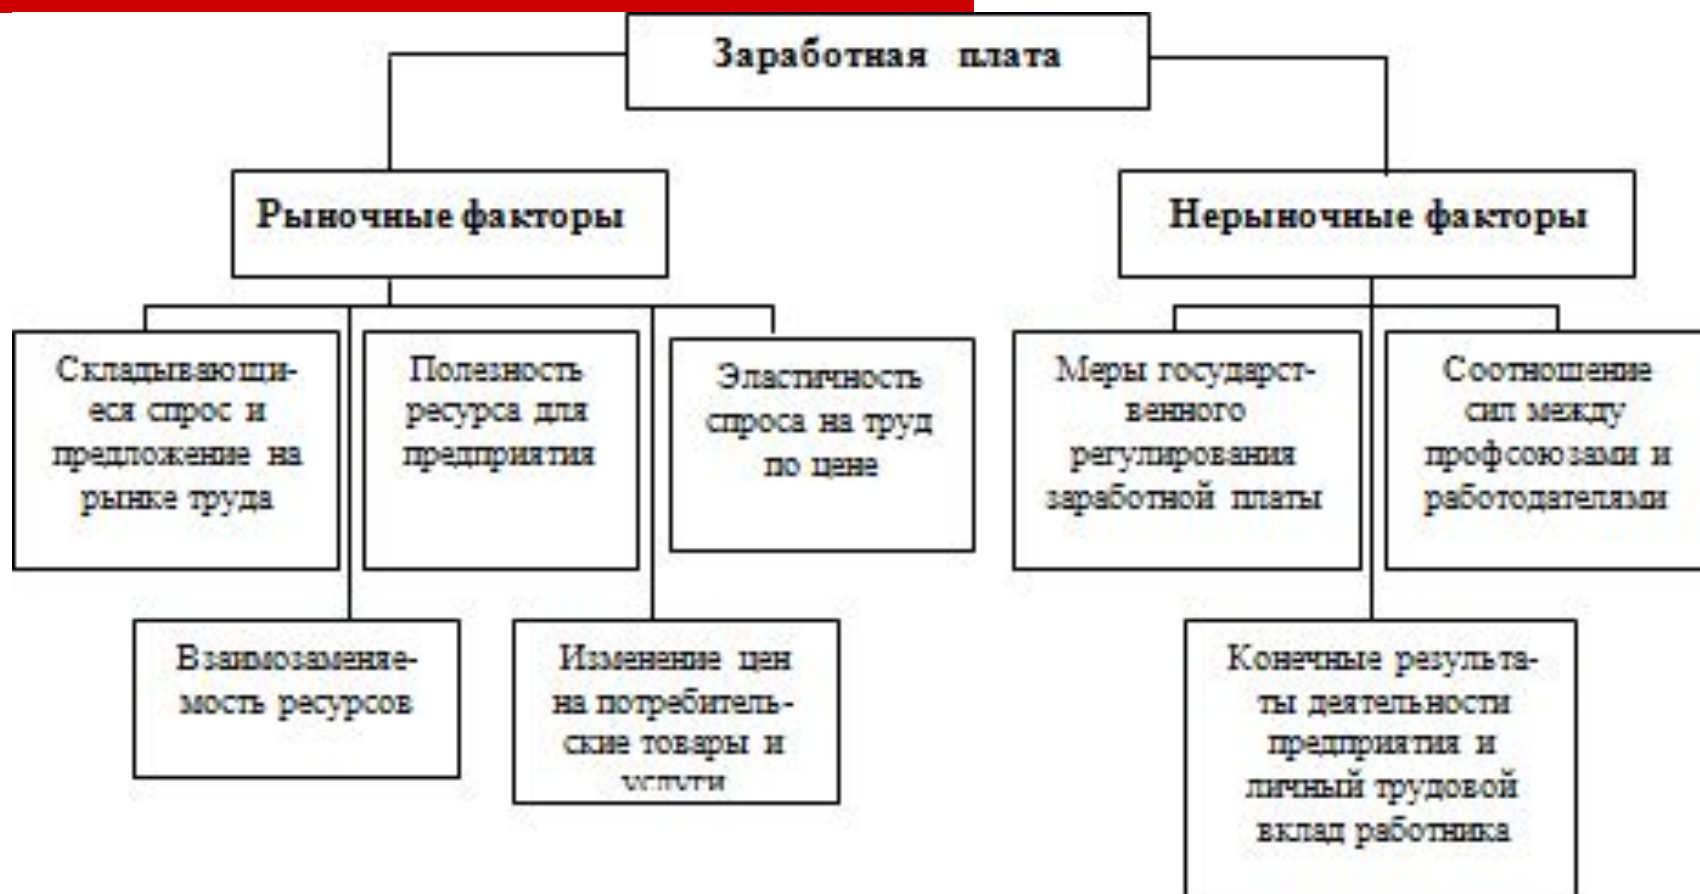 Заработная плата
Рыночные факторы
Нерыночные факторы
Складывающи-
еся спрос и
предложение на
рынке труда
Полезность
ресурса для
предприятия
Эластичность
спроса на труд
по цене
Меры государст-
венного
регулирования
заработной платы
Соотношение
сил между
профсоюзами и
работодателями
Взаимозаменяе-
мость ресурсов
Изменение цен
на потребитель-
ские товары и
услуги
Конечные результа-
ты деятельности
предприятия и
личный трудовой
вклад работника